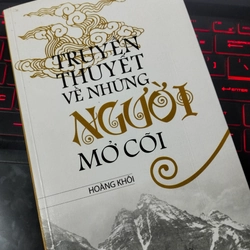 TRUYỀN
THUYẾT
VỀ NHỮNG
NGƯỜI
MỞ CÕI
HOÀNG KHÔI